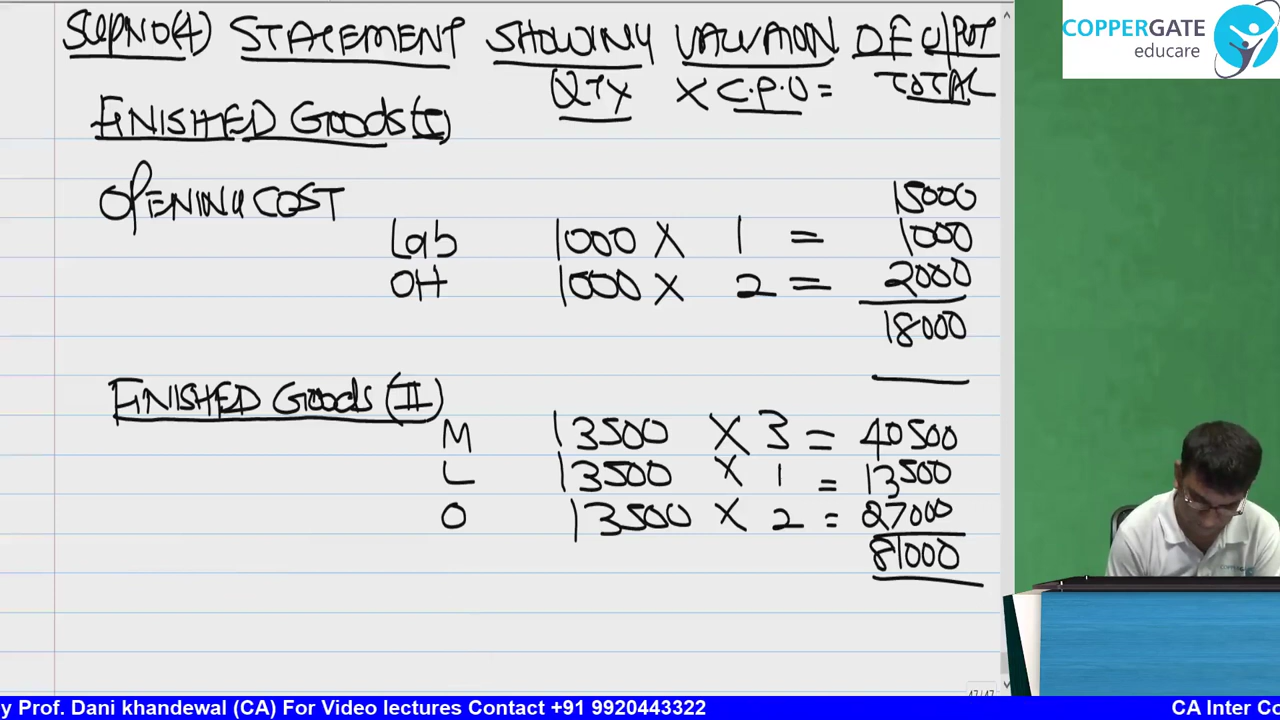 STEPNO(4) STATEMENT SHOWING VALUATION OF O/PUT
QTY X C.P.U = TOTAL
FINISHED GOODS (I)
OPENING COST 15000
Lab 1000 X 1 = 1000
OH 1000 X 2 = 2000
18000
FINISHED GOODS (II)
M 13500 X 3 = 40500
L 13500 X 1 = 13500
O 13500 X 2 = 27000
81000
COPPERGATE
educare
y Prof. Dani khandewal (CA) For Video lectures Contact +91 9920443322
CA Inter Co